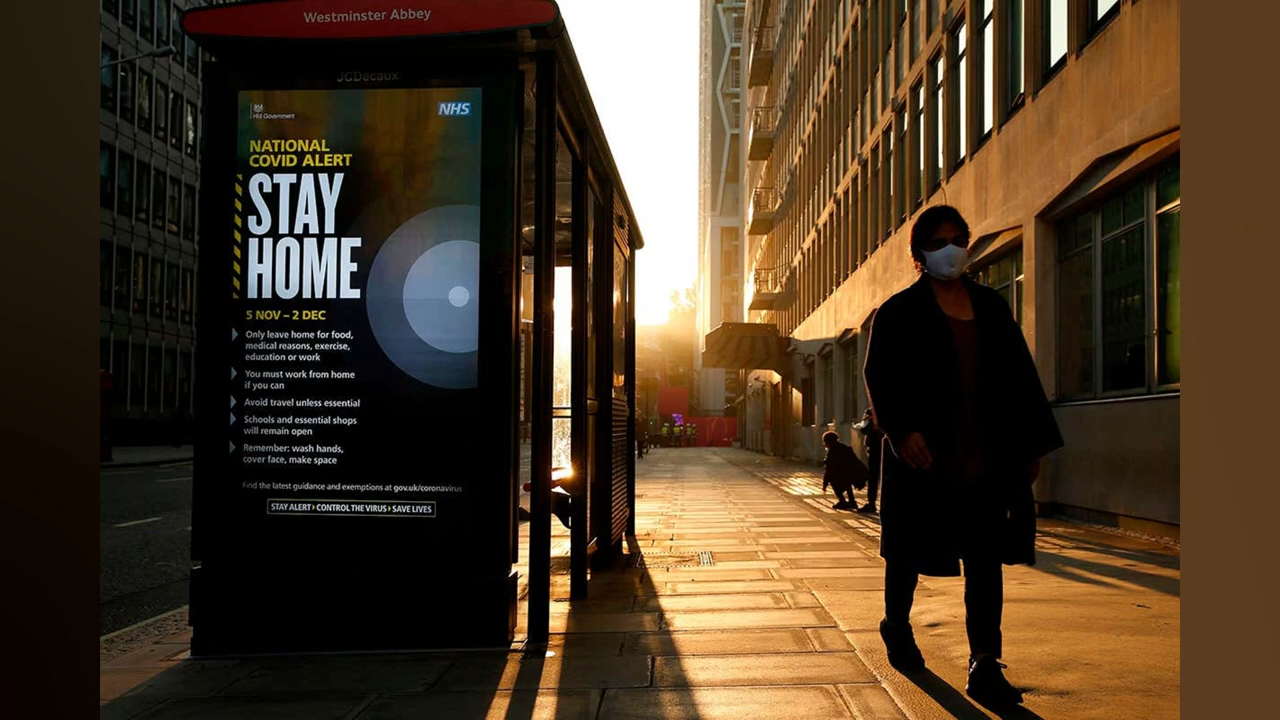 Westminster Abbey
JCDecaux
HM Government
NHS
NATIONAL
COVID ALERT
STAY
HOME
5 NOV – 2 DEC
Only leave home for food,
medical reasons, exercise,
education or work
You must work from home
if you can
Avoid travel unless essential
Schools and essential shops
will remain open
Remember: wash hands,
cover face, make space
Find the latest guidance and exemptions at gov.uk/coronavirus
STAY ALERT › CONTROL THE VIRUS › SAVE LIVES